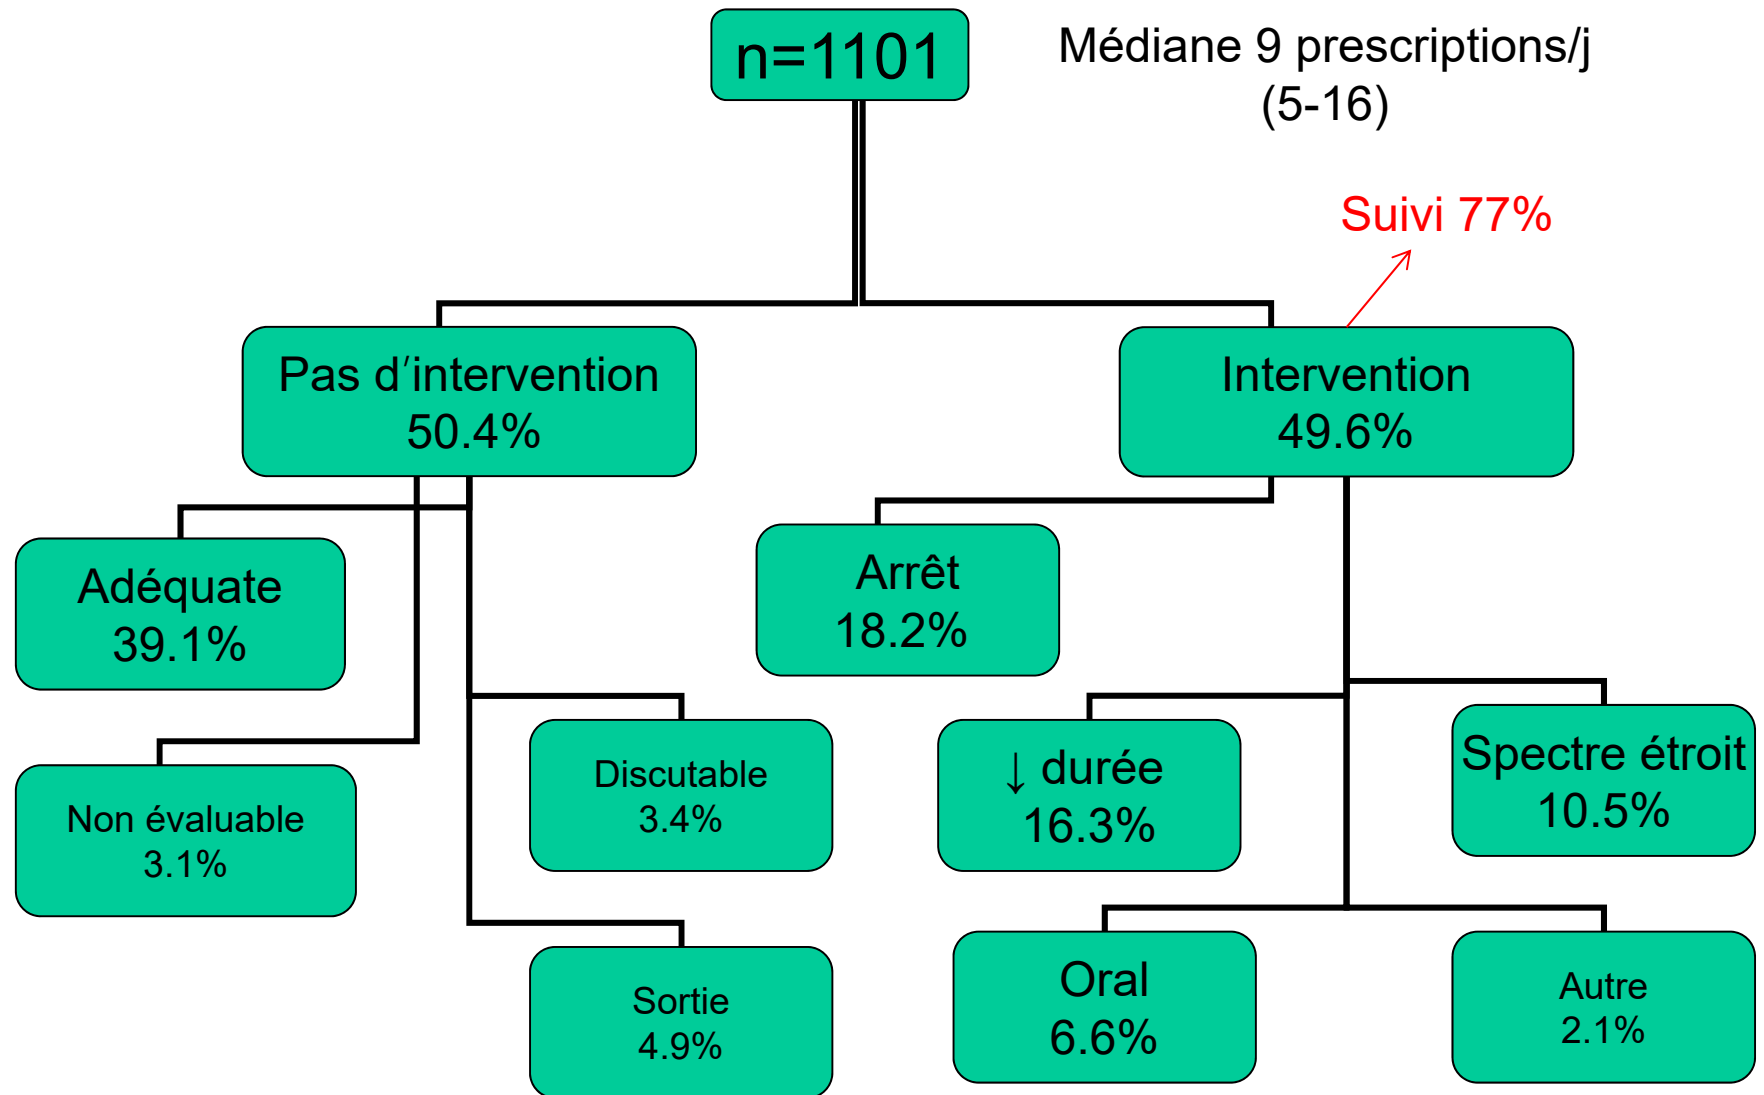 n=1101
Médiane 9 prescriptions/j
(5-16)
Suivi 77%
Pas d’intervention
50.4%
Intervention
49.6%
Adéquate
39.1%
Arrêt
18.2%
Non évaluable
3.1%
Discutable
3.4%
↓ durée
16.3%
Spectre étroit
10.5%
Sortie
4.9%
Oral
6.6%
Autre
2.1%